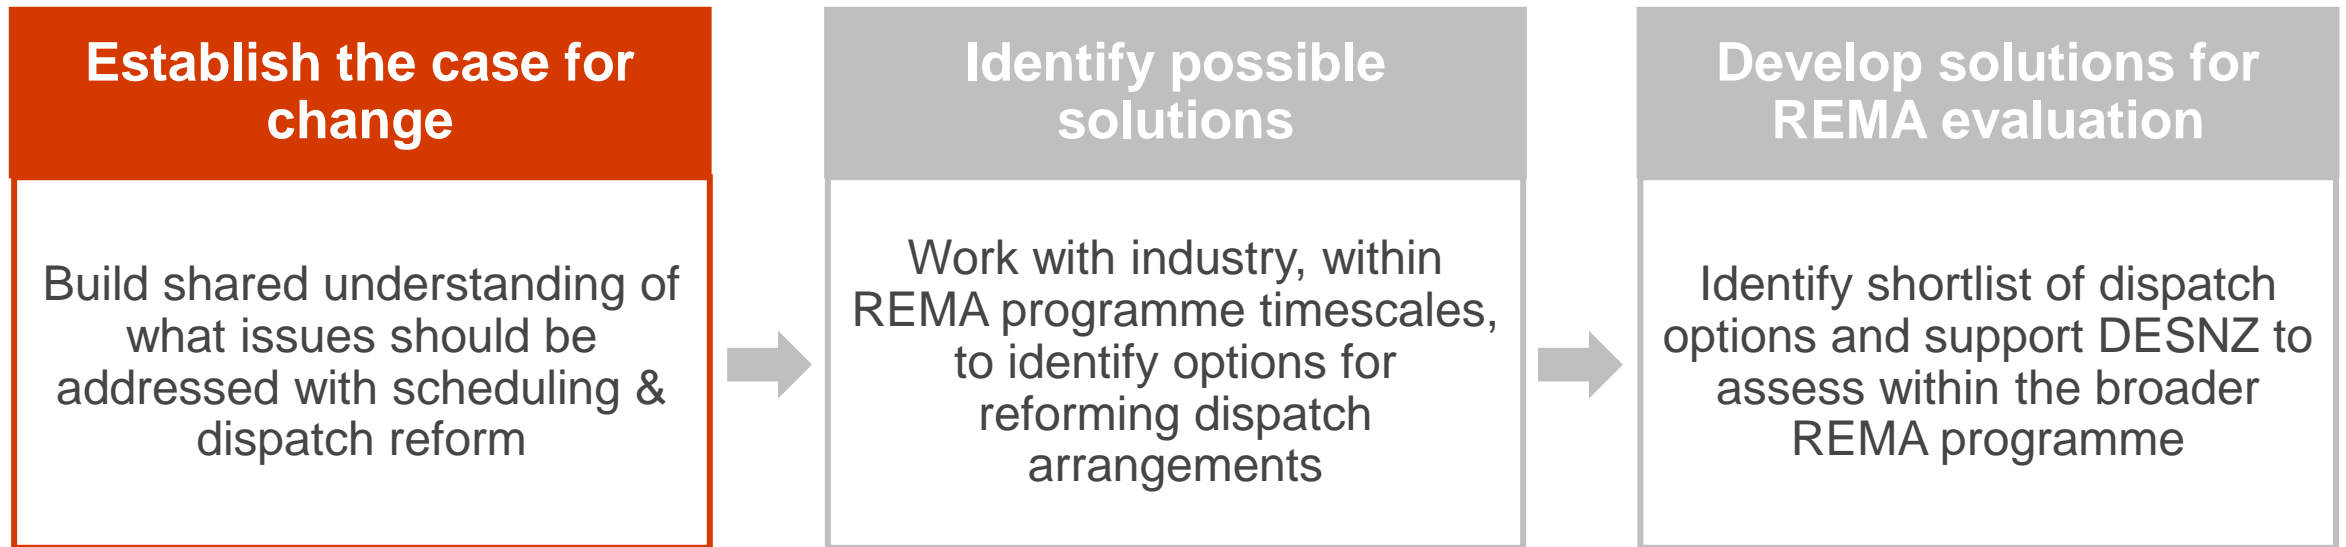 Establish the case for
change
Build shared understanding of
what issues should be
addressed with scheduling &
dispatch reform
Identify possible
solutions
Work with industry, within
REMA programme timescales,
to identify options for
reforming dispatch
arrangements
Develop solutions for
REMA evaluation
Identify shortlist of dispatch
options and support DESNZ to
assess within the broader
REMA programme